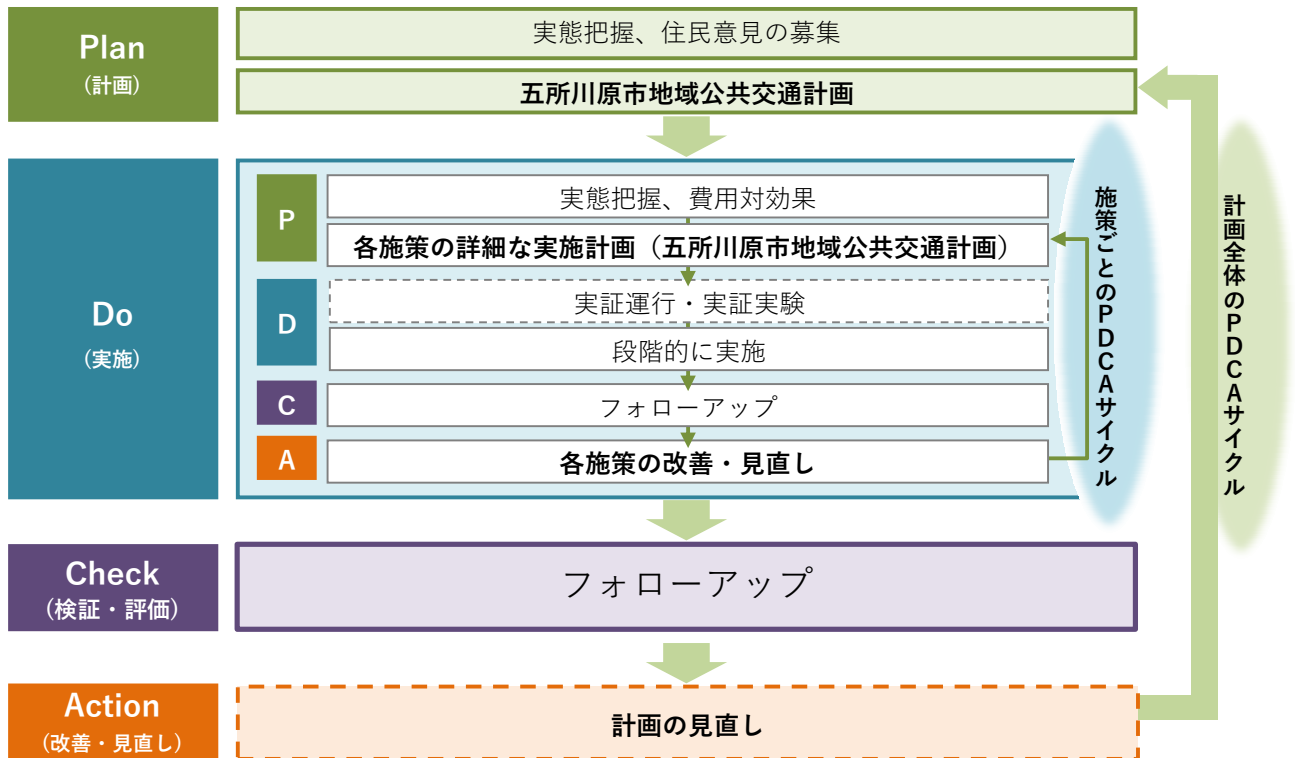 Plan
(計画)
実態把握、住民意見の募集
五所川原市地域公共交通計画
Do
(実施)
P
実態把握、費用対効果
各施策の詳細な実施計画（五所川原市地域公共交通計画）
D
実証運行・実証実験
段階的に実施
C
フォローアップ
A
各施策の改善・見直し
施策ごとのPDCAサイクル
計画全体のPDCAサイクル
Check
(検証・評価)
フォローアップ
Action
(改善・見直し)
計画の見直し